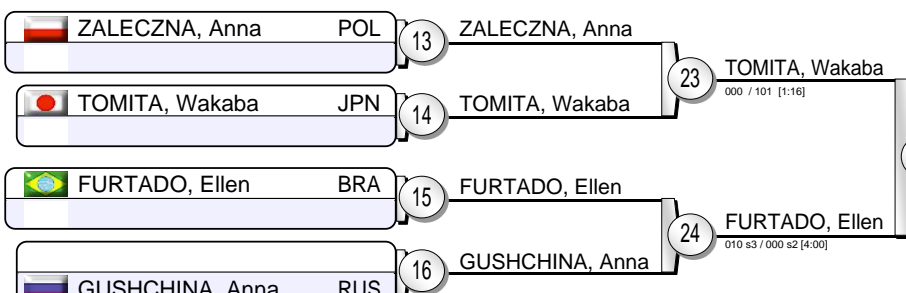 ZALECZNA, Anna POL
13
ZALECZNA, Anna
TOMITA, Wakaba JPN
14
TOMITA, Wakaba
23
TOMITA, Wakaba
000 / 101 [1:16]
FURTADO, Ellen BRA
15
FURTADO, Ellen
GUSHCHINA, Anna RUS
16
GUSHCHINA, Anna
24
FURTADO, Ellen
010 s3 / 000 s2 [4:00]